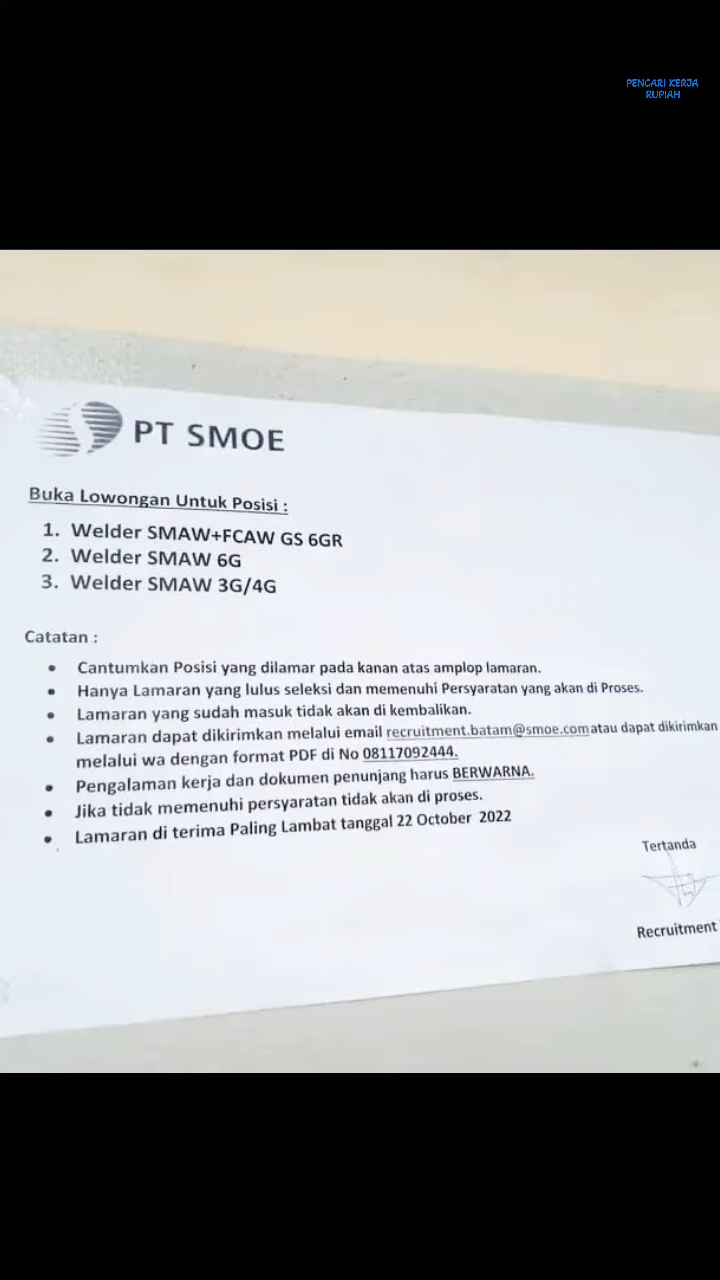 PENCARI KERJA
RUPIAH
PT SMOE
Buka Lowongan Untuk Posisi :
1. Welder SMAW+FCAW GS 6GR
2. Welder SMAW 6G
3. Welder SMAW 3G/4G
Catatan :
• Cantumkan Posisi yang dilamar pada kanan atas amplop lamaran.
• Hanya Lamaran yang lulus seleksi dan memenuhi Persyaratan yang akan di Proses.
• Lamaran yang sudah masuk tidak akan di kembalikan.
• Lamaran dapat dikirimkan melalui email recruitment.batam@smoe.com atau dapat dikirimkan
melalui wa dengan format PDF di No 08117092444.
• Pengalaman kerja dan dokumen penunjang harus BERWARNA.
• Jika tidak memenuhi persyaratan tidak akan di proses.
• Lamaran di terima Paling Lambat tanggal 22 October 2022
Tertanda
Recruitment